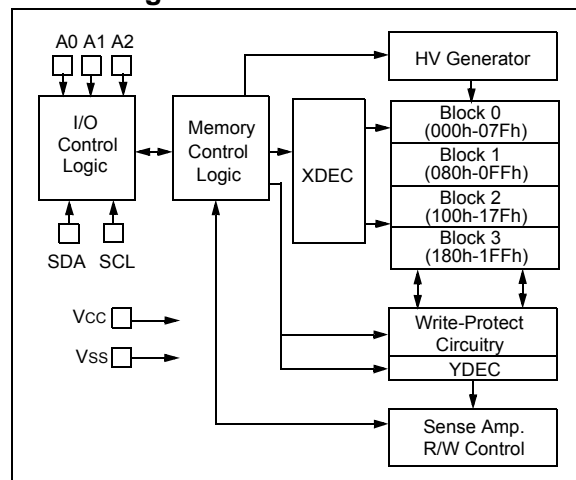 A0 A1 A2
I/O
Control
Logic
SDA SCL
Memory
Control
Logic
XDEC
HV Generator
Block 0
(000h-07Fh)
Block 1
(080h-0FFh)
Block 2
(100h-17Fh)
Block 3
(180h-1FFh)
Write-Protect
Circuitry
YDEC
Sense Amp.
R/W Control
VCC
VSS